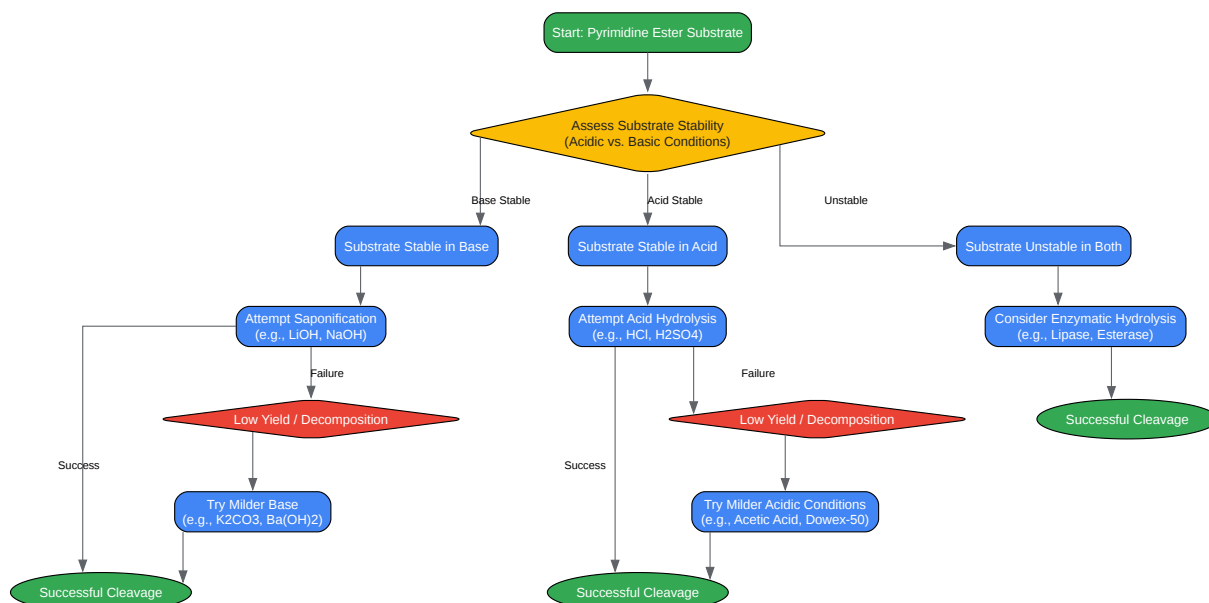 Start: Pyrimidine Ester Substrate
Assess Substrate Stability
(Acidic vs. Basic Conditions)
Base Stable
Acid Stable
Unstable
Substrate Stable in Base
Substrate Stable in Acid
Substrate Unstable in Both
Attempt Saponification
(e.g., LiOH, NaOH)
Attempt Acid Hydrolysis
(e.g., HCl, H2SO4)
Consider Enzymatic Hydrolysis
(e.g., Lipase, Esterase)
Failure
Failure
Low Yield / Decomposition
Low Yield / Decomposition
Successful Cleavage
Success
Success
Try Milder Base
(e.g., K2CO3, Ba(OH)2)
Try Milder Acidic Conditions
(e.g., Acetic Acid, Dowex-50)
Successful Cleavage
Successful Cleavage